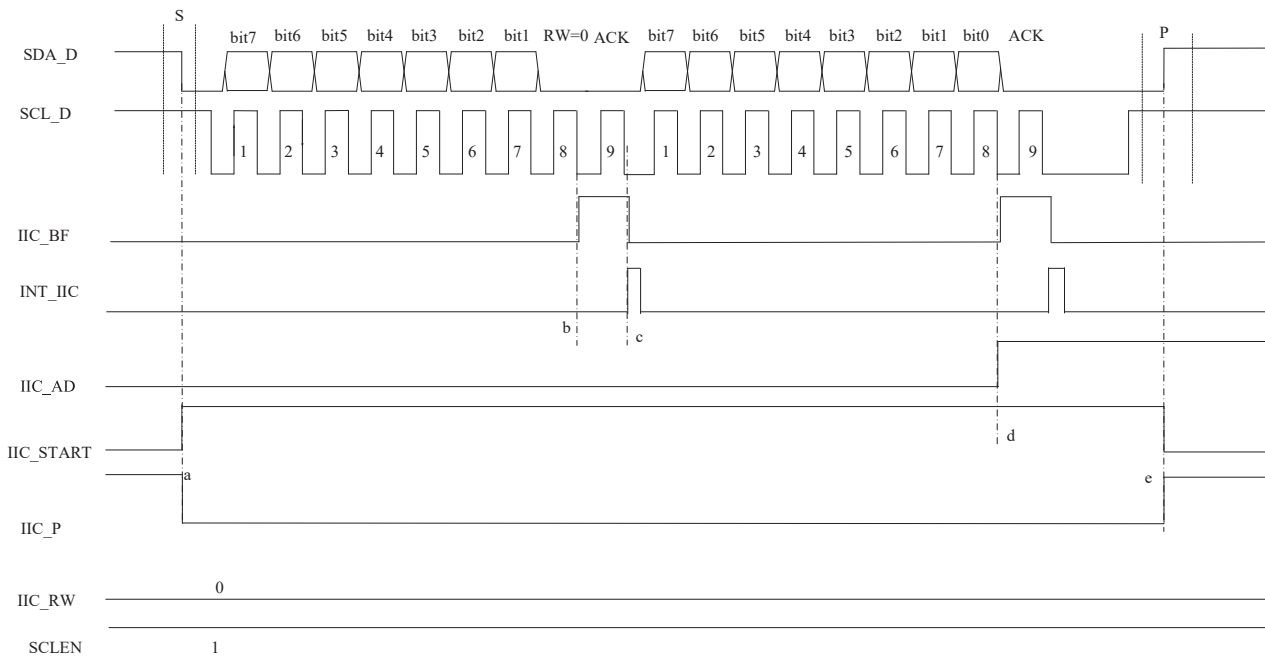 S P
bit7 bit6 bit5 bit4 bit3 bit2 bit1 RW=0 ACK bit7 bit6 bit5 bit4 bit3 bit2 bit1 bit0 ACK
SDA_D
SCL_D
1 2 3 4 5 6 7 8 9 1 2 3 4 5 6 7 8 9
IIC_BF
INT_IIC
b c
IIC_AD
d
IIC_START
a e
IIC_P
0
IIC_RW
SCLEN 1